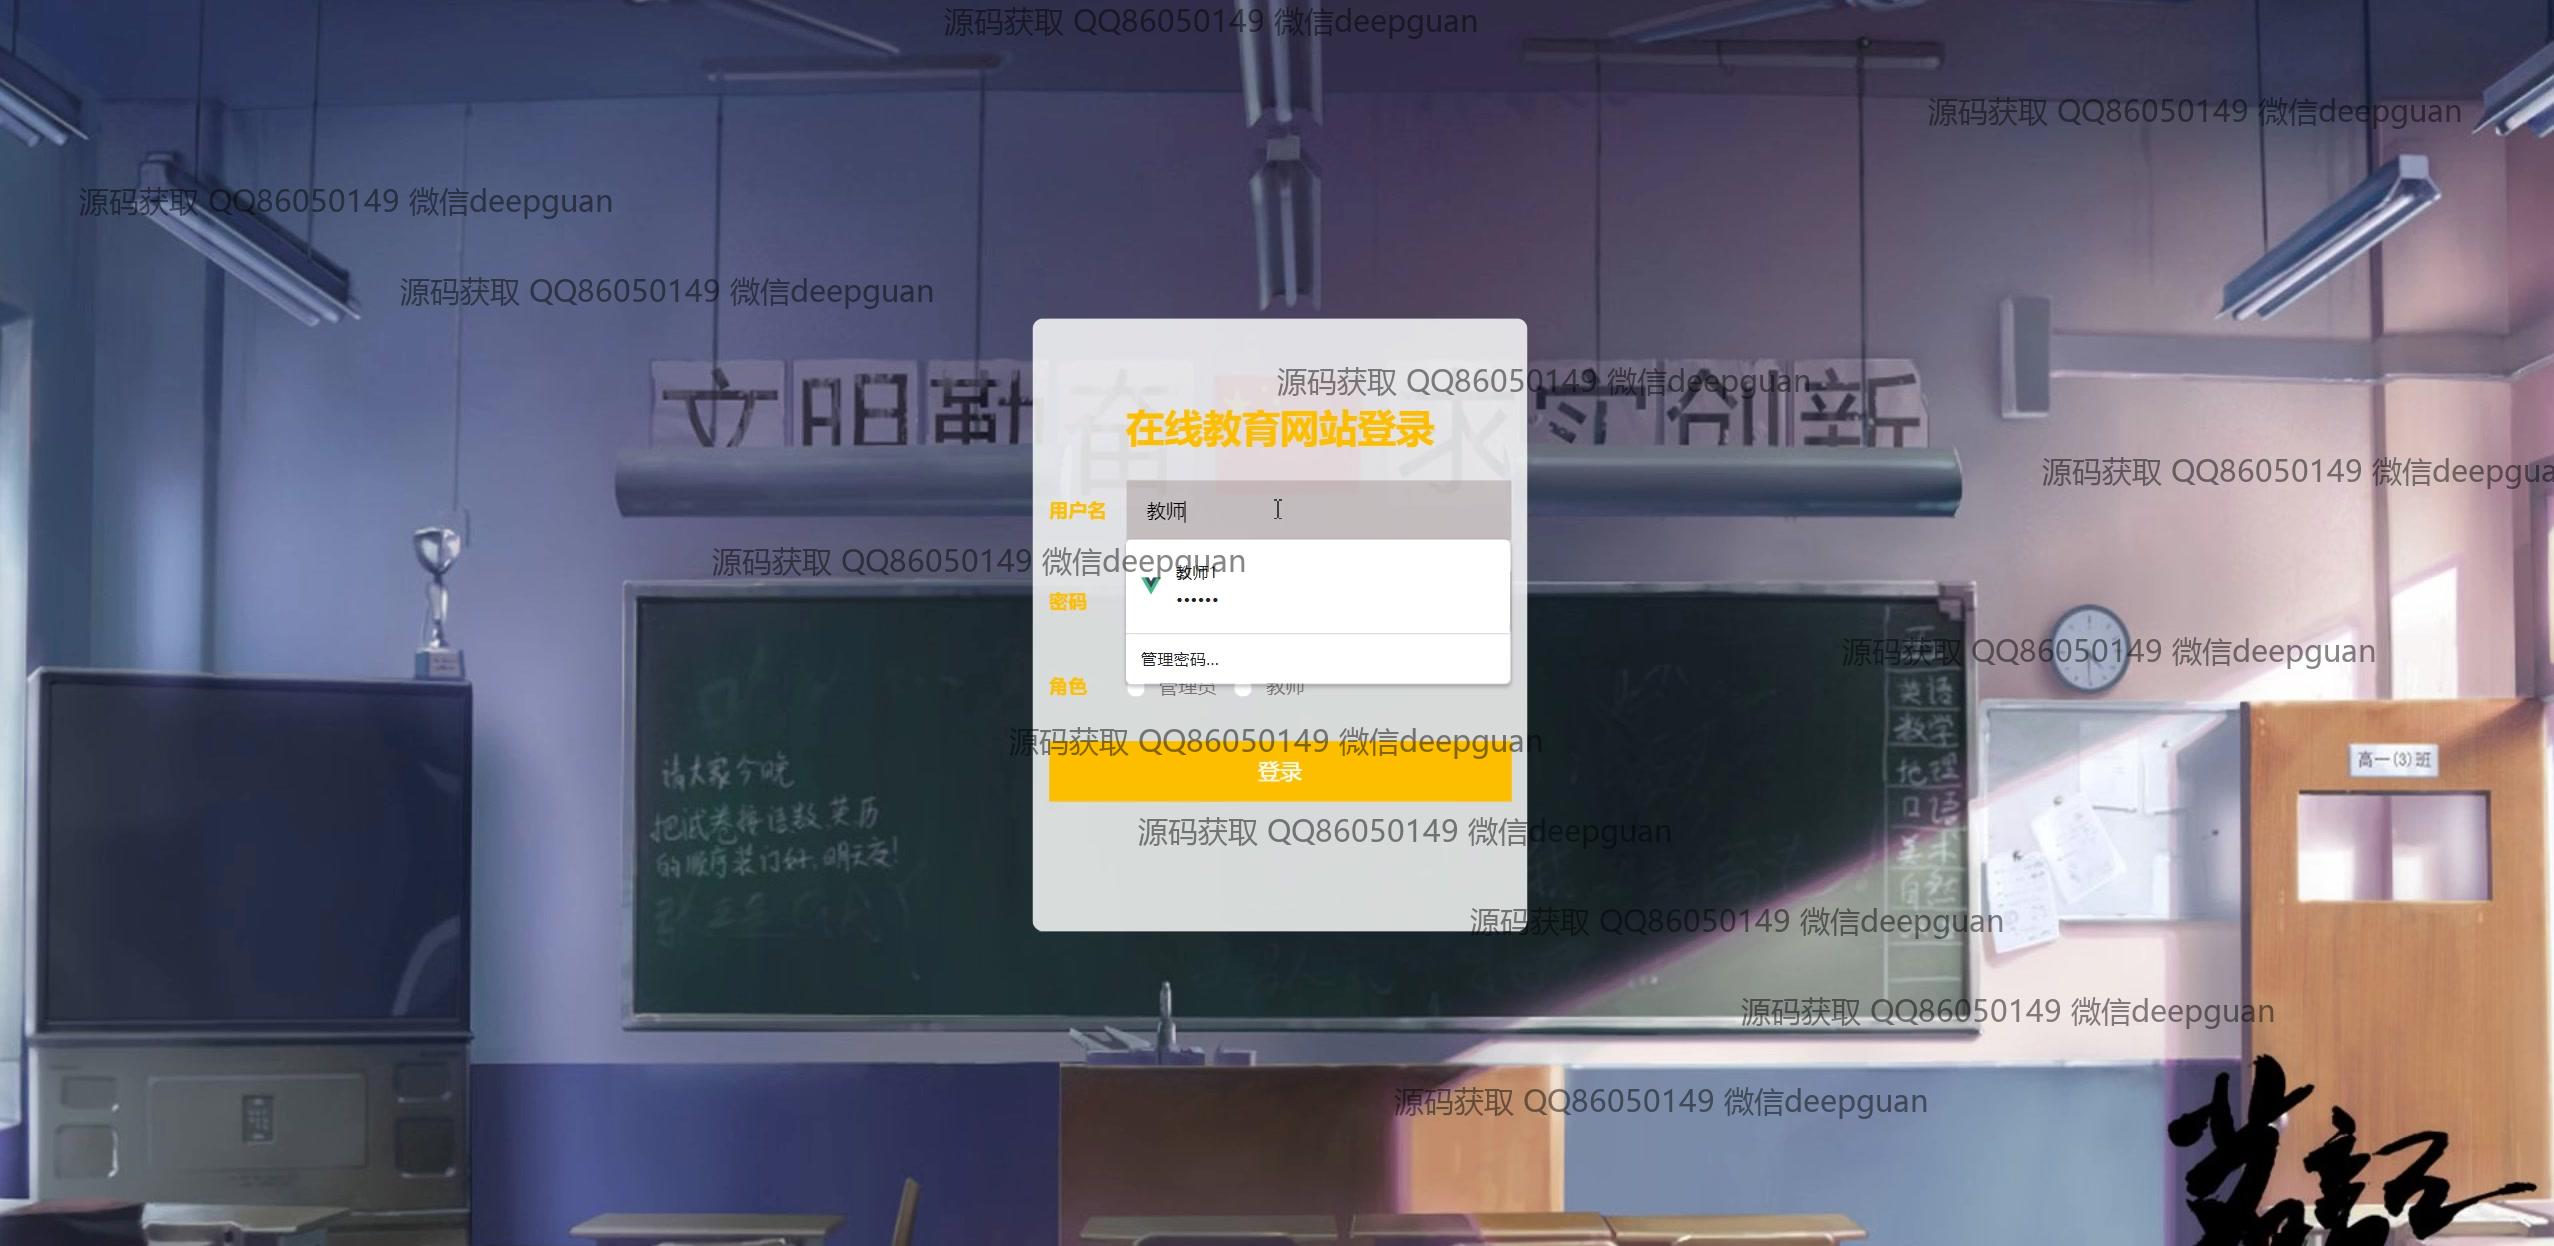 源码获取 QQ86050149 微信deepguan
源码获取 QQ86050149 微信deepguan
源码获取 QQ86050149 微信deepguan
源码获取 QQ86050149 微信deepguan
文明勤奋求实创新
源码获取 QQ86050149 微信deepguan
在线教育网站登录
源码获取 QQ86050149 微信deepgua
用户名 教师
源码获取 QQ86050149 微信deepguan
教师1
密码 ••••••
管理密码...
源码获取 QQ86050149 微信deepguan
角色 管理员 教师
英语
数学
地理
口语
美术
自然
源码获取 QQ86050149 微信deepguan
登录
高一(3)班
请大家今晚
把试卷按语数英历
的顺序装订好,明天交!
源码获取 QQ86050149 微信deepguan
源码获取 QQ86050149 微信deepguan
源码获取 QQ86050149 微信deepguan
源码获取 QQ86050149 微信deepguan